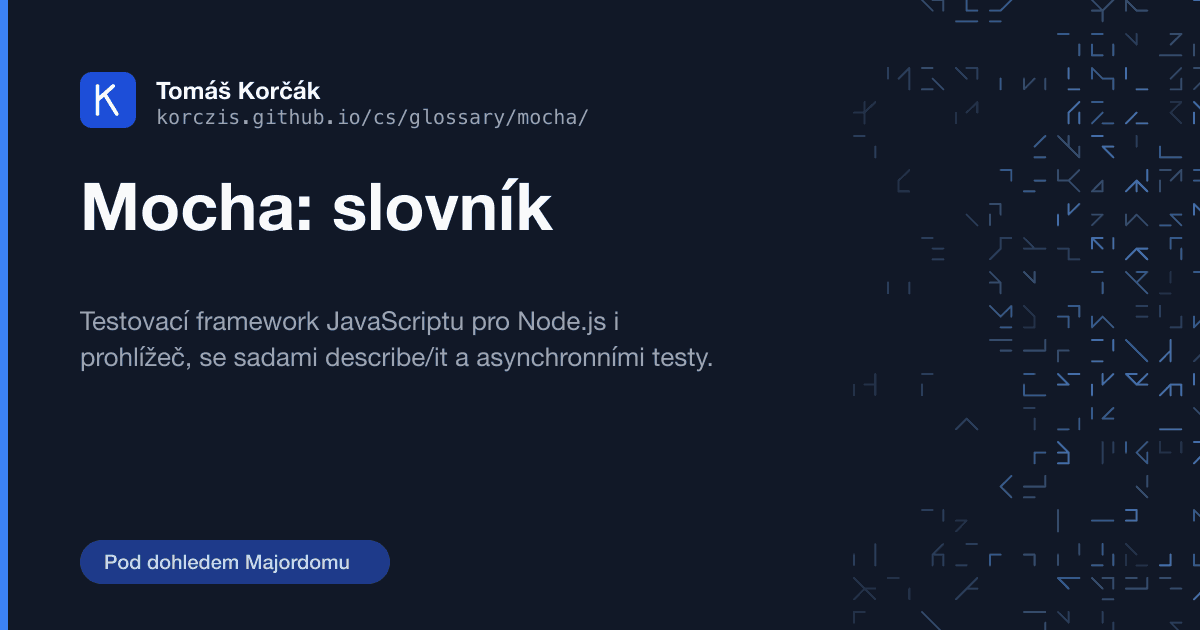 Tomáš Korčák
korczis.github.io/cs/glossary/mocha/
Mocha: slovník
Testovací framework JavaScriptu pro Node.js i
prohlížeč, se sadami describe/it a asynchronními testy.
Pod dohledem Majordomu